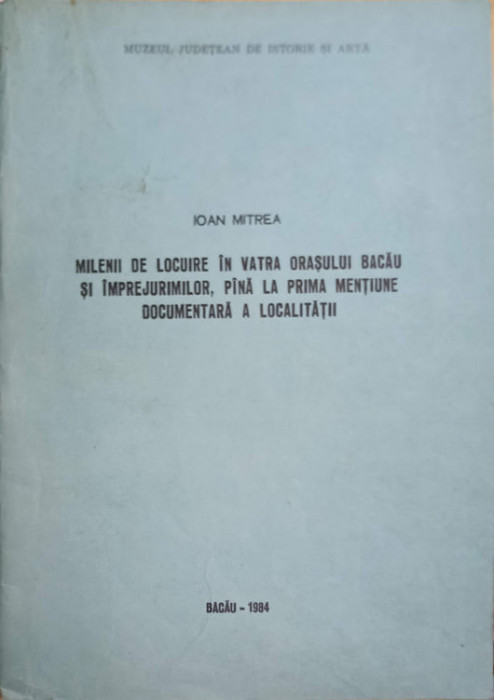 MUZEUL JUDEȚEAN DE ISTORIE ȘI ARTĂ
IOAN MITREA
MILENII DE LOCUIRE ÎN VATRA ORAȘULUI BACĂU
ȘI ÎMPREJURIMILOR, PÎNĂ LA PRIMA MENȚIUNE
DOCUMENTARĂ A LOCALITĂȚII
BACĂU - 1984